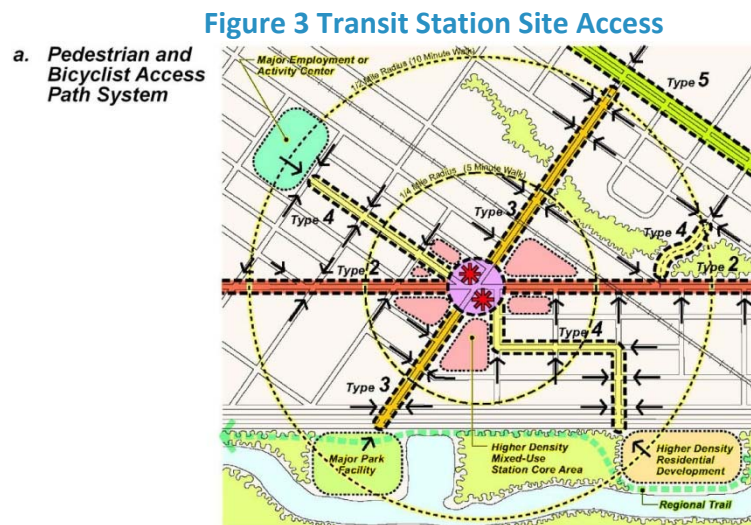 Figure 3 Transit Station Site Access
a. Pedestrian and
Bicyclist Access
Path System
Major Employment or
Activity Center
1/2 Mile Radius (10 Minute Walk)
Type 5
1/4 Mile Radius (5 Minute Walk)
Type 3
Type 4
Type 4
Type 2
Type 2
Type 4
Type 3
Major Park
Facility
Higher Density
Mixed-Use
Station Core Area
Higher Density
Residential
Development
Regional Trail